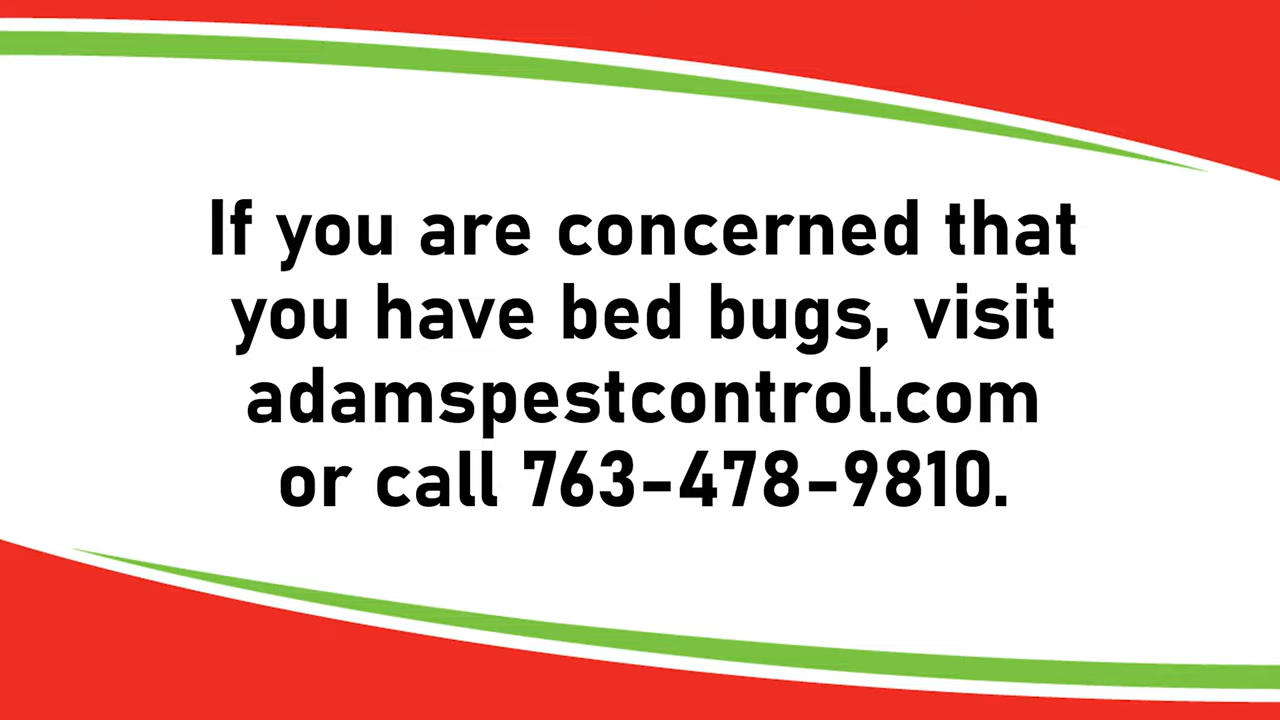 If you are concerned that
you have bed bugs, visit
adamspestcontrol.com
or call 763-478-9810.